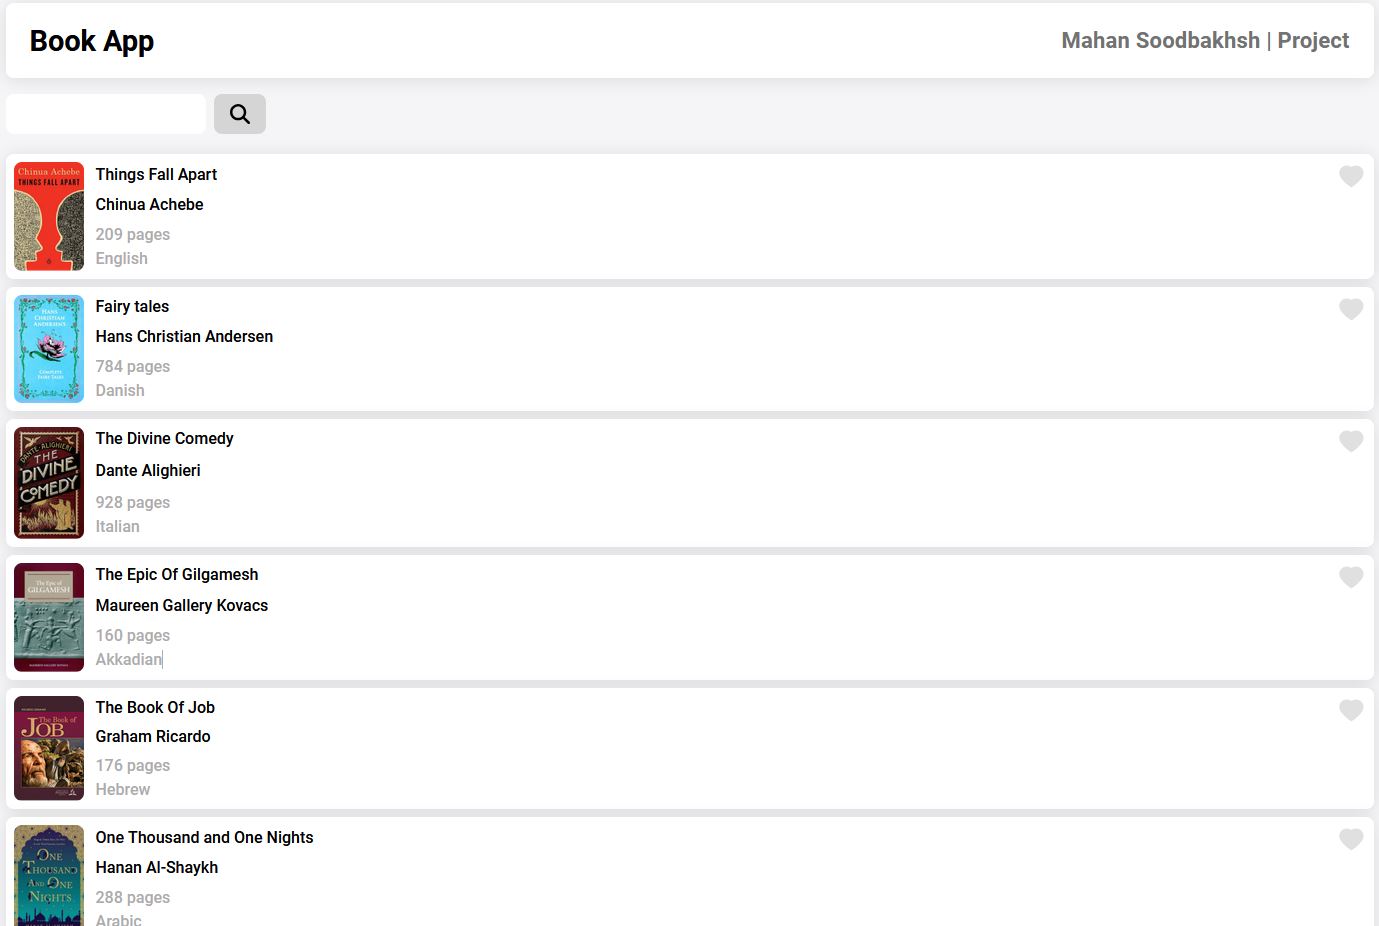 Book App
Mahan Soodbakhsh | Project
Chinua Achebe
THINGS FALL APART
Things Fall Apart
Chinua Achebe
209 pages
English
HANS
CHRISTIAN
ANDERSEN'S
COMPLETE
FAIRY TALES
Fairy tales
Hans Christian Andersen
784 pages
Danish
DANTE ALIGHIERI
THE
DIVINE
COMEDY
The Divine Comedy
Dante Alighieri
928 pages
Italian
The Epic of
GILGAMESH
The Epic Of Gilgamesh
Maureen Gallery Kovacs
160 pages
Akkadian
The Book of
JOB
The Book Of Job
Graham Ricardo
176 pages
Hebrew
ONE
THOUSAND
AND ONE
NIGHTS
One Thousand and One Nights
Hanan Al-Shaykh
288 pages
Arabic